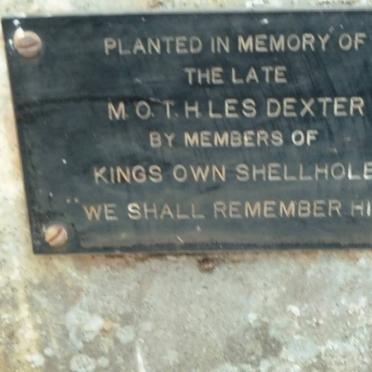 PLANTED IN MEMORY OF
THE LATE
M.O.T.H. LES DEXTER
BY MEMBERS OF
KINGS OWN SHELLHOLE
"WE SHALL REMEMBER HI